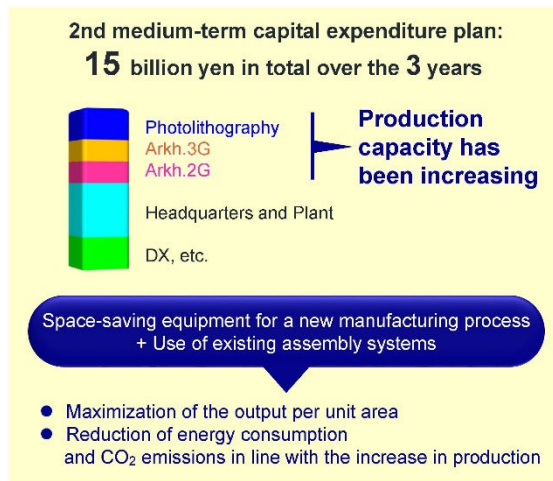 2nd medium-term capital expenditure plan:
15 billion yen in total over the 3 years
Photolithography
Arkh.3G
Arkh.2G
Headquarters and Plant
DX, etc.
Production
capacity has
been increasing
Space-saving equipment for a new manufacturing process
+ Use of existing assembly systems
● Maximization of the output per unit area
● Reduction of energy consumption
and CO₂ emissions in line with the increase in production